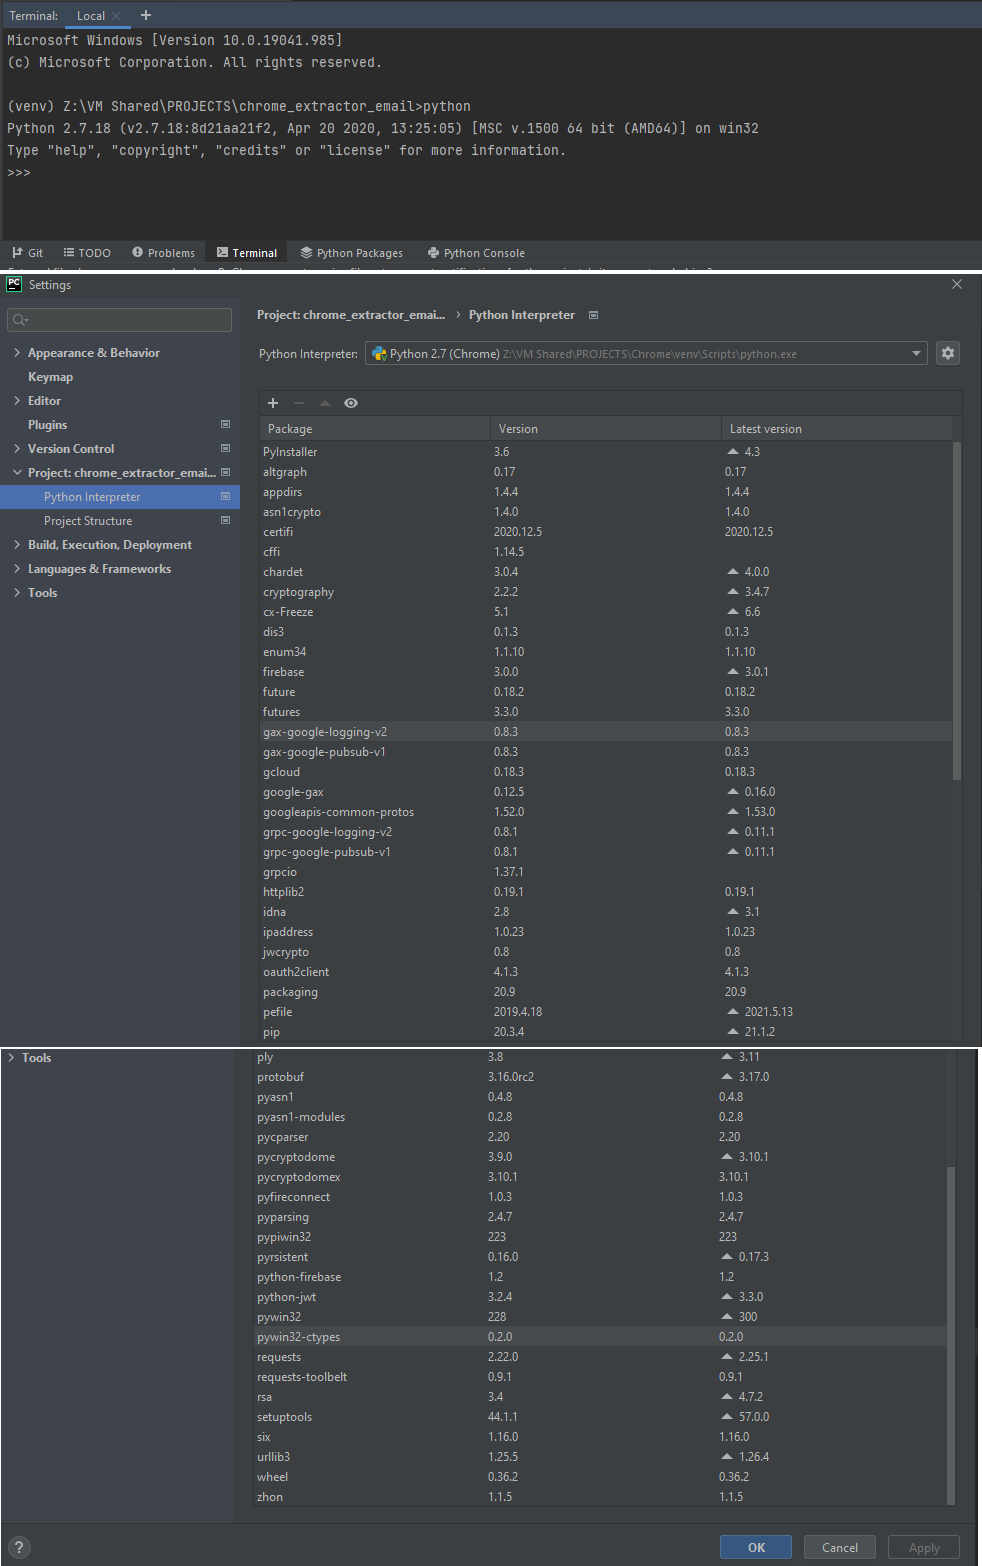 Terminal: Local × +
Microsoft Windows [Version 10.0.19041.985]
(c) Microsoft Corporation. All rights reserved.
(venv) Z:\VM Shared\PROJECTS\chrome_extractor_email>python
Python 2.7.18 (v2.7.18:8d21aa21f2, Apr 20 2020, 13:25:05) [MSC v.1500 64 bit (AMD64)] on win32
Type "help", "copyright", "credits" or "license" for more information.
>>>
Git TODO Problems Terminal Python Packages Python Console
PC Settings
Project: chrome_extractor_emai... › Python Interpreter
Python Interpreter: Python 2.7 (Chrome) Z:\VM Shared\PROJECTS\Chrome\venv\Scripts\python.exe
Appearance & Behavior
Keymap
Editor
Plugins
Version Control
Project: chrome_extractor_emai...
Python Interpreter
Project Structure
Build, Execution, Deployment
Languages & Frameworks
Tools
Package Version Latest version
PyInstaller 3.6 4.3
altgraph 0.17 0.17
appdirs 1.4.4 1.4.4
asn1crypto 1.4.0 1.4.0
certifi 2020.12.5 2020.12.5
cffi 1.14.5
chardet 3.0.4 4.0.0
cryptography 2.2.2 3.4.7
cx-Freeze 5.1 6.6
dis3 0.1.3 0.1.3
enum34 1.1.10 1.1.10
firebase 3.0.0 3.0.1
future 0.18.2 0.18.2
futures 3.3.0 3.3.0
gax-google-logging-v2 0.8.3 0.8.3
gax-google-pubsub-v1 0.8.3 0.8.3
gcloud 0.18.3 0.18.3
google-gax 0.12.5 0.16.0
googleapis-common-protos 1.52.0 1.53.0
grpc-google-logging-v2 0.8.1 0.11.1
grpc-google-pubsub-v1 0.8.1 0.11.1
grpcio 1.37.1
httplib2 0.19.1 0.19.1
idna 2.8 3.1
ipaddress 1.0.23 1.0.23
jwcrypto 0.8 0.8
oauth2client 4.1.3 4.1.3
packaging 20.9 20.9
pefile 2019.4.18 2021.5.13
pip 20.3.4 21.1.2
Tools
ply 3.8 3.11
protobuf 3.16.0rc2 3.17.0
pyasn1 0.4.8 0.4.8
pyasn1-modules 0.2.8 0.2.8
pycparser 2.20 2.20
pycryptodome 3.9.0 3.10.1
pycryptodomex 3.10.1 3.10.1
pyfireconnect 1.0.3 1.0.3
pyparsing 2.4.7 2.4.7
pypiwin32 223 223
pyrsistent 0.16.0 0.17.3
python-firebase 1.2 1.2
python-jwt 3.2.4 3.3.0
pywin32 228 300
pywin32-ctypes 0.2.0 0.2.0
requests 2.22.0 2.25.1
requests-toolbelt 0.9.1 0.9.1
rsa 3.4 4.7.2
setuptools 44.1.1 57.0.0
six 1.16.0 1.16.0
urllib3 1.25.5 1.26.4
wheel 0.36.2 0.36.2
zhon 1.1.5 1.1.5
? OK Cancel Apply